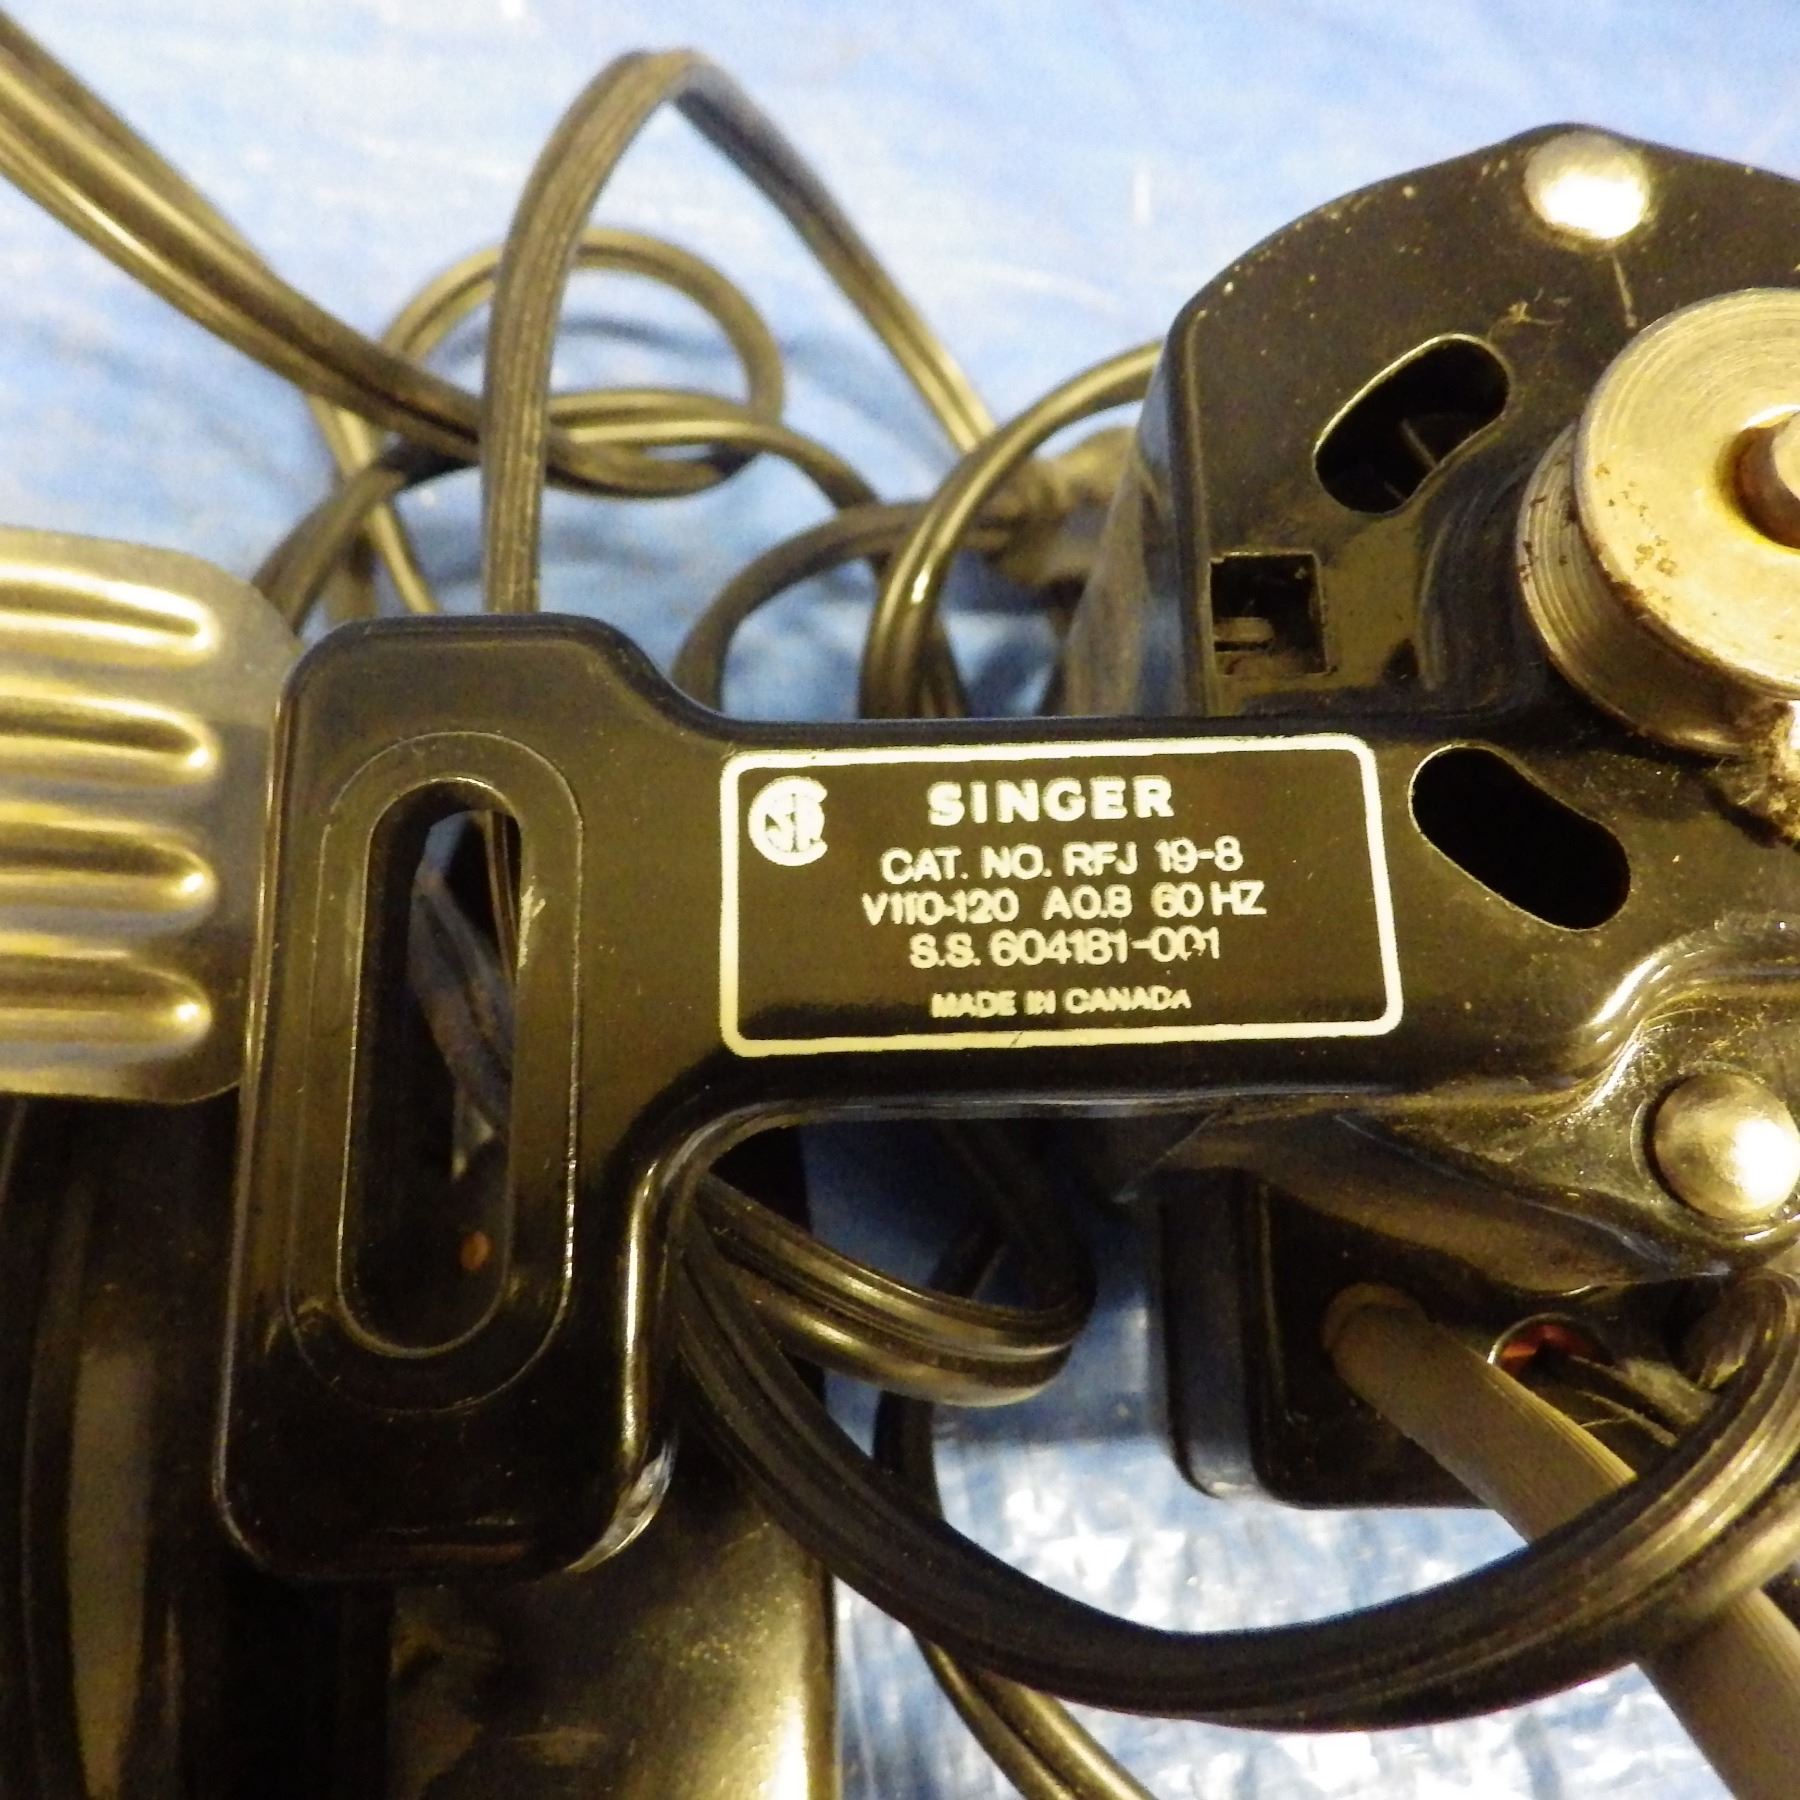 SINGER
CAT. NO. RFJ 19-8
V110-120 A0.8 60 HZ
S.S. 604181-001
MADE IN CANADA